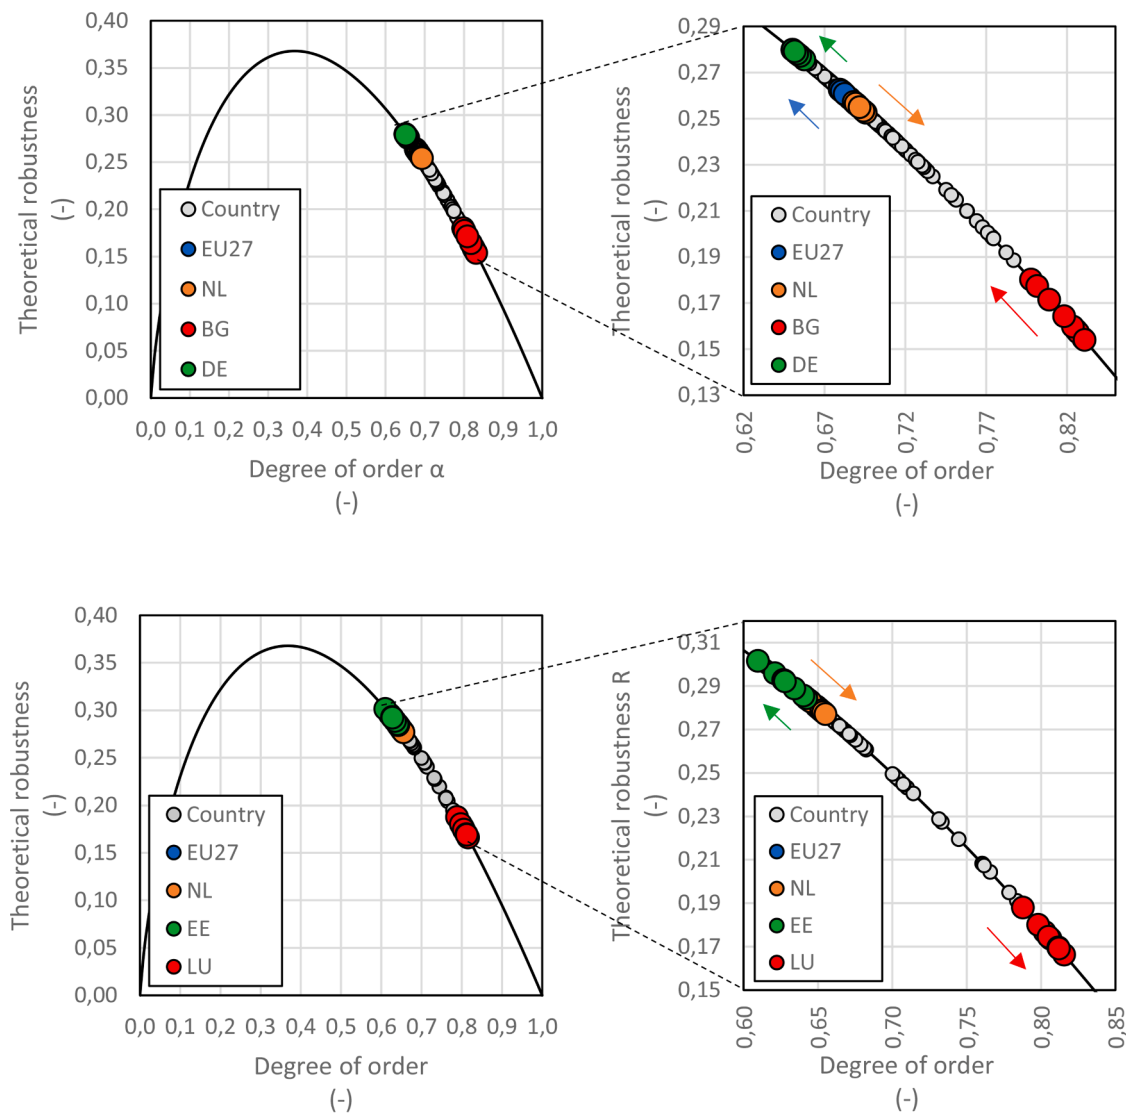 0,40
0,35
0,30
0,25
0,20
0,15
0,10
0,05
0,00
Theoretical robustness
(-)
Country
EU27
NL
BG
DE
0,0 0,1 0,2 0,3 0,4 0,5 0,6 0,7 0,8 0,9 1,0
Degree of order α
(-)
0,29
0,27
0,25
0,23
0,21
0,19
0,17
0,15
0,13
Theoretical robustness
(-)
Country
EU27
NL
BG
DE
0,62 0,67 0,72 0,77 0,82
Degree of order
(-)
0,40
0,35
0,30
0,25
0,20
0,15
0,10
0,05
0,00
Theoretical robustness
(-)
Country
EU27
NL
EE
LU
0,0 0,1 0,2 0,3 0,4 0,5 0,6 0,7 0,8 0,9 1,0
Degree of order
(-)
0,31
0,29
0,27
0,25
0,23
0,21
0,19
0,17
0,15
Theoretical robustness R
(-)
Country
EU27
NL
EE
LU
0,60 0,65 0,70 0,75 0,80 0,85
Degree of order
(-)